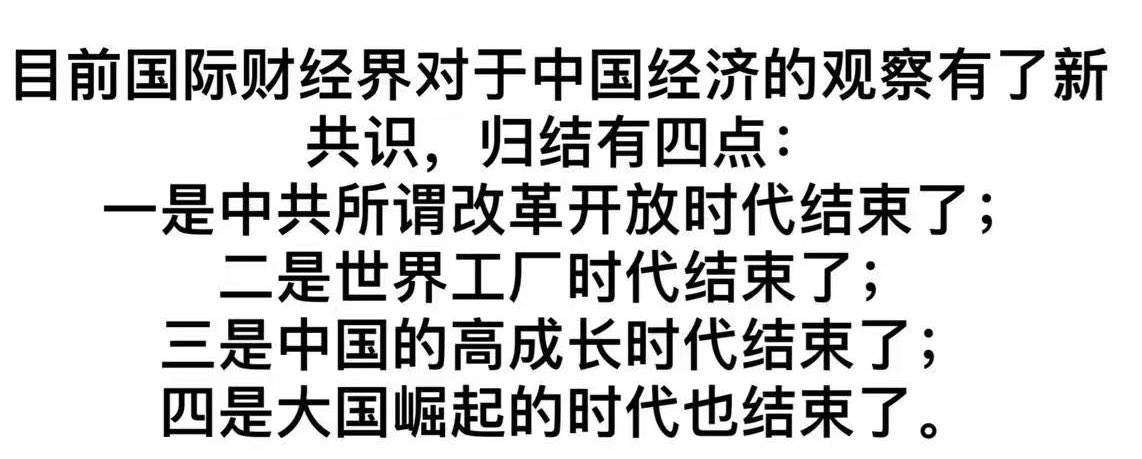 目前国际财经界对于中国经济的观察有了新
共识，归结有四点：
一是中共所谓改革开放时代结束了；
二是世界工厂时代结束了；
三是中国的高成长时代结束了；
四是大国崛起的时代也结束了。